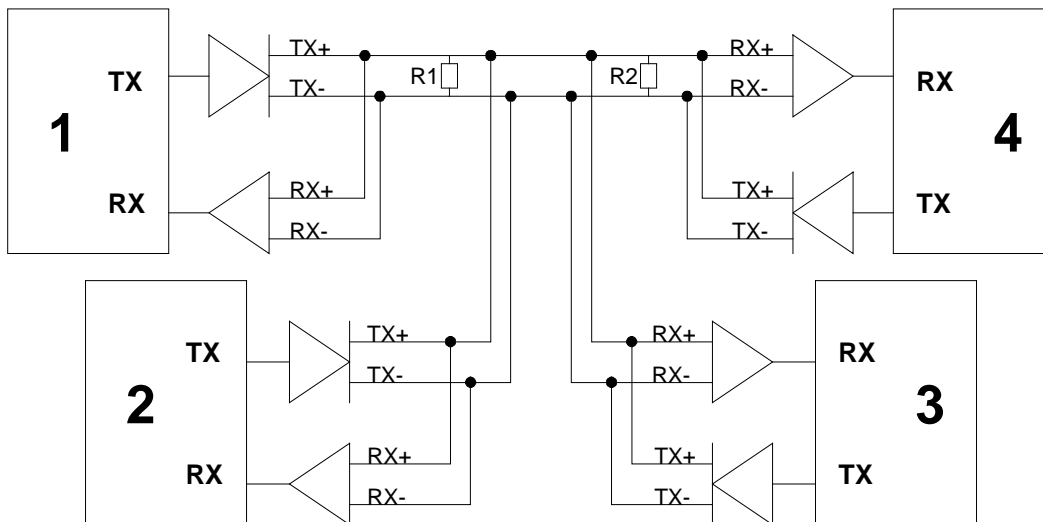 TX+ RX+
TX R1 R2 RX
TX- RX-
1 4
RX+ TX+
RX TX
RX- TX-
TX+ RX+
TX RX
TX- RX-
2 3
RX+ TX+
RX TX
RX- TX-